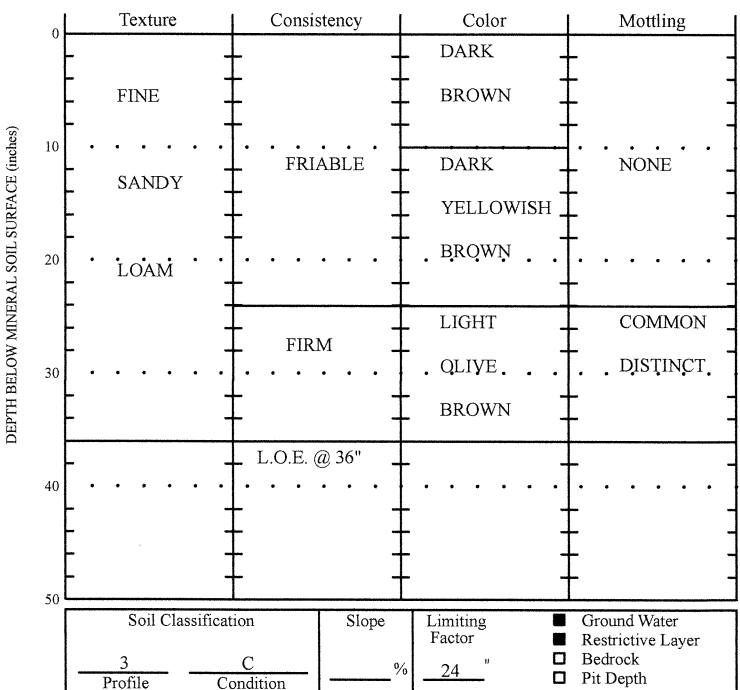 Texture Consistency Color Mottling
DEPTH BELOW MINERAL SOIL SURFACE (inches)
0
DARK
FINE BROWN
10
FRIABLE DARK NONE
SANDY
YELLOWISH
20 BROWN
LOAM
LIGHT COMMON
FIRM
30 OLIVE DISTINCT
BROWN
L.O.E. @ 36"
40
50
Soil Classification Slope Limiting Factor
3 C % 24 "
Profile Condition
■ Ground Water
■ Restrictive Layer
□ Bedrock
□ Pit Depth